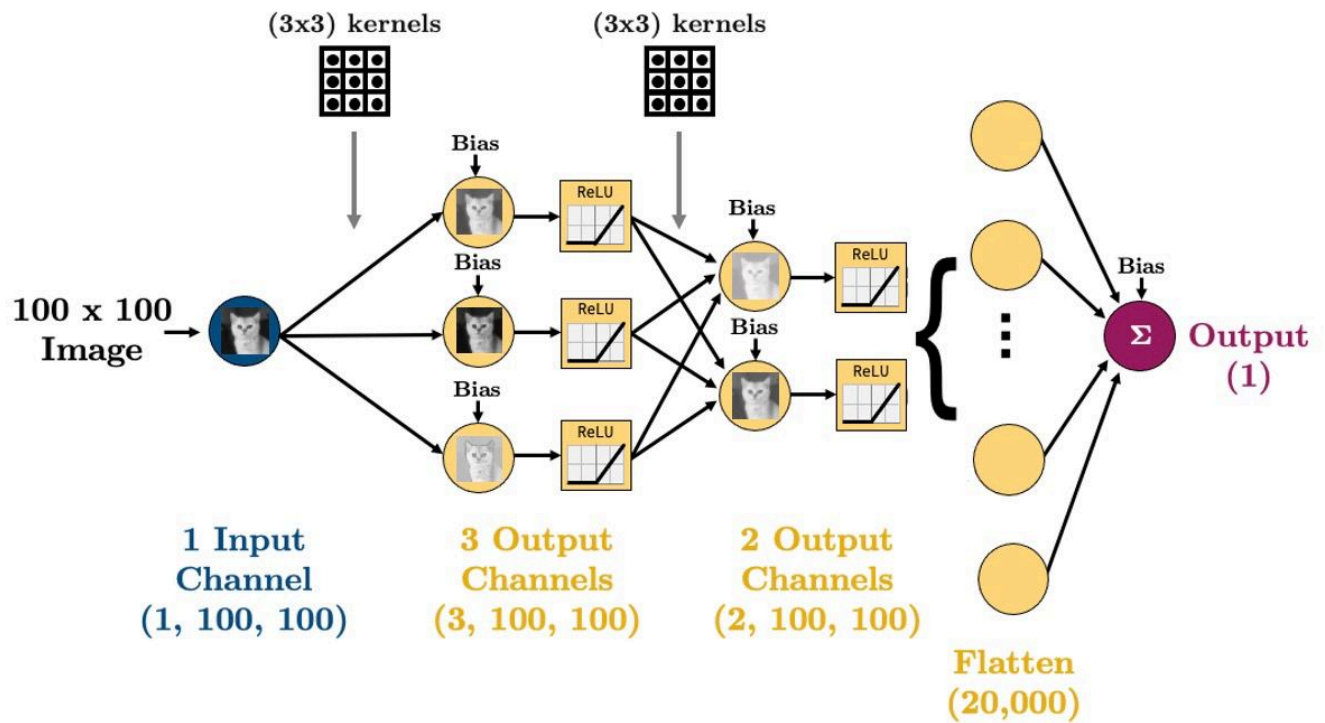 (3x3) kernels
(3x3) kernels
Bias
ReLU
Bias
ReLU
Bias
ReLU
Bias
ReLU
Bias
ReLU
100 x 100
Image
Bias
Σ
Output
(1)
1 Input
Channel
(1, 100, 100)
3 Output
Channels
(3, 100, 100)
2 Output
Channels
(2, 100, 100)
Flatten
(20,000)